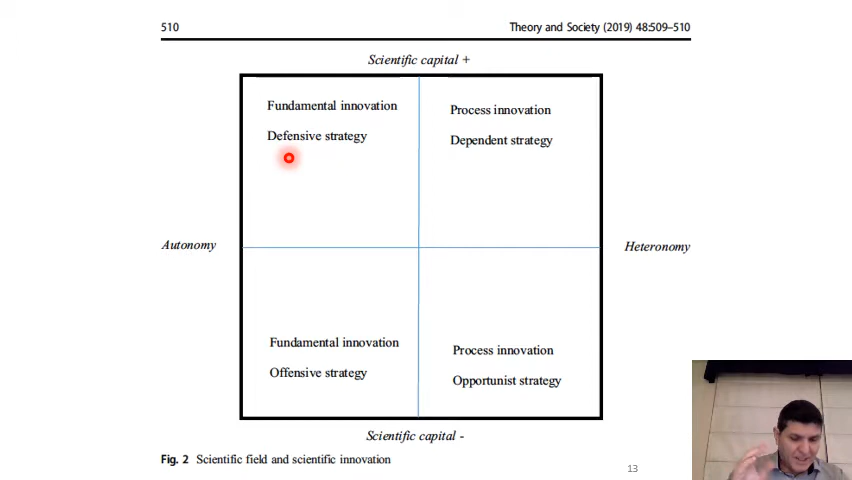 510
Theory and Society (2019) 48:509–510
Scientific capital +
Fundamental innovation
Defensive strategy
Process innovation
Dependent strategy
Autonomy
Heteronomy
Fundamental innovation
Offensive strategy
Process innovation
Opportunist strategy
Scientific capital -
Fig. 2 Scientific field and scientific innovation
13